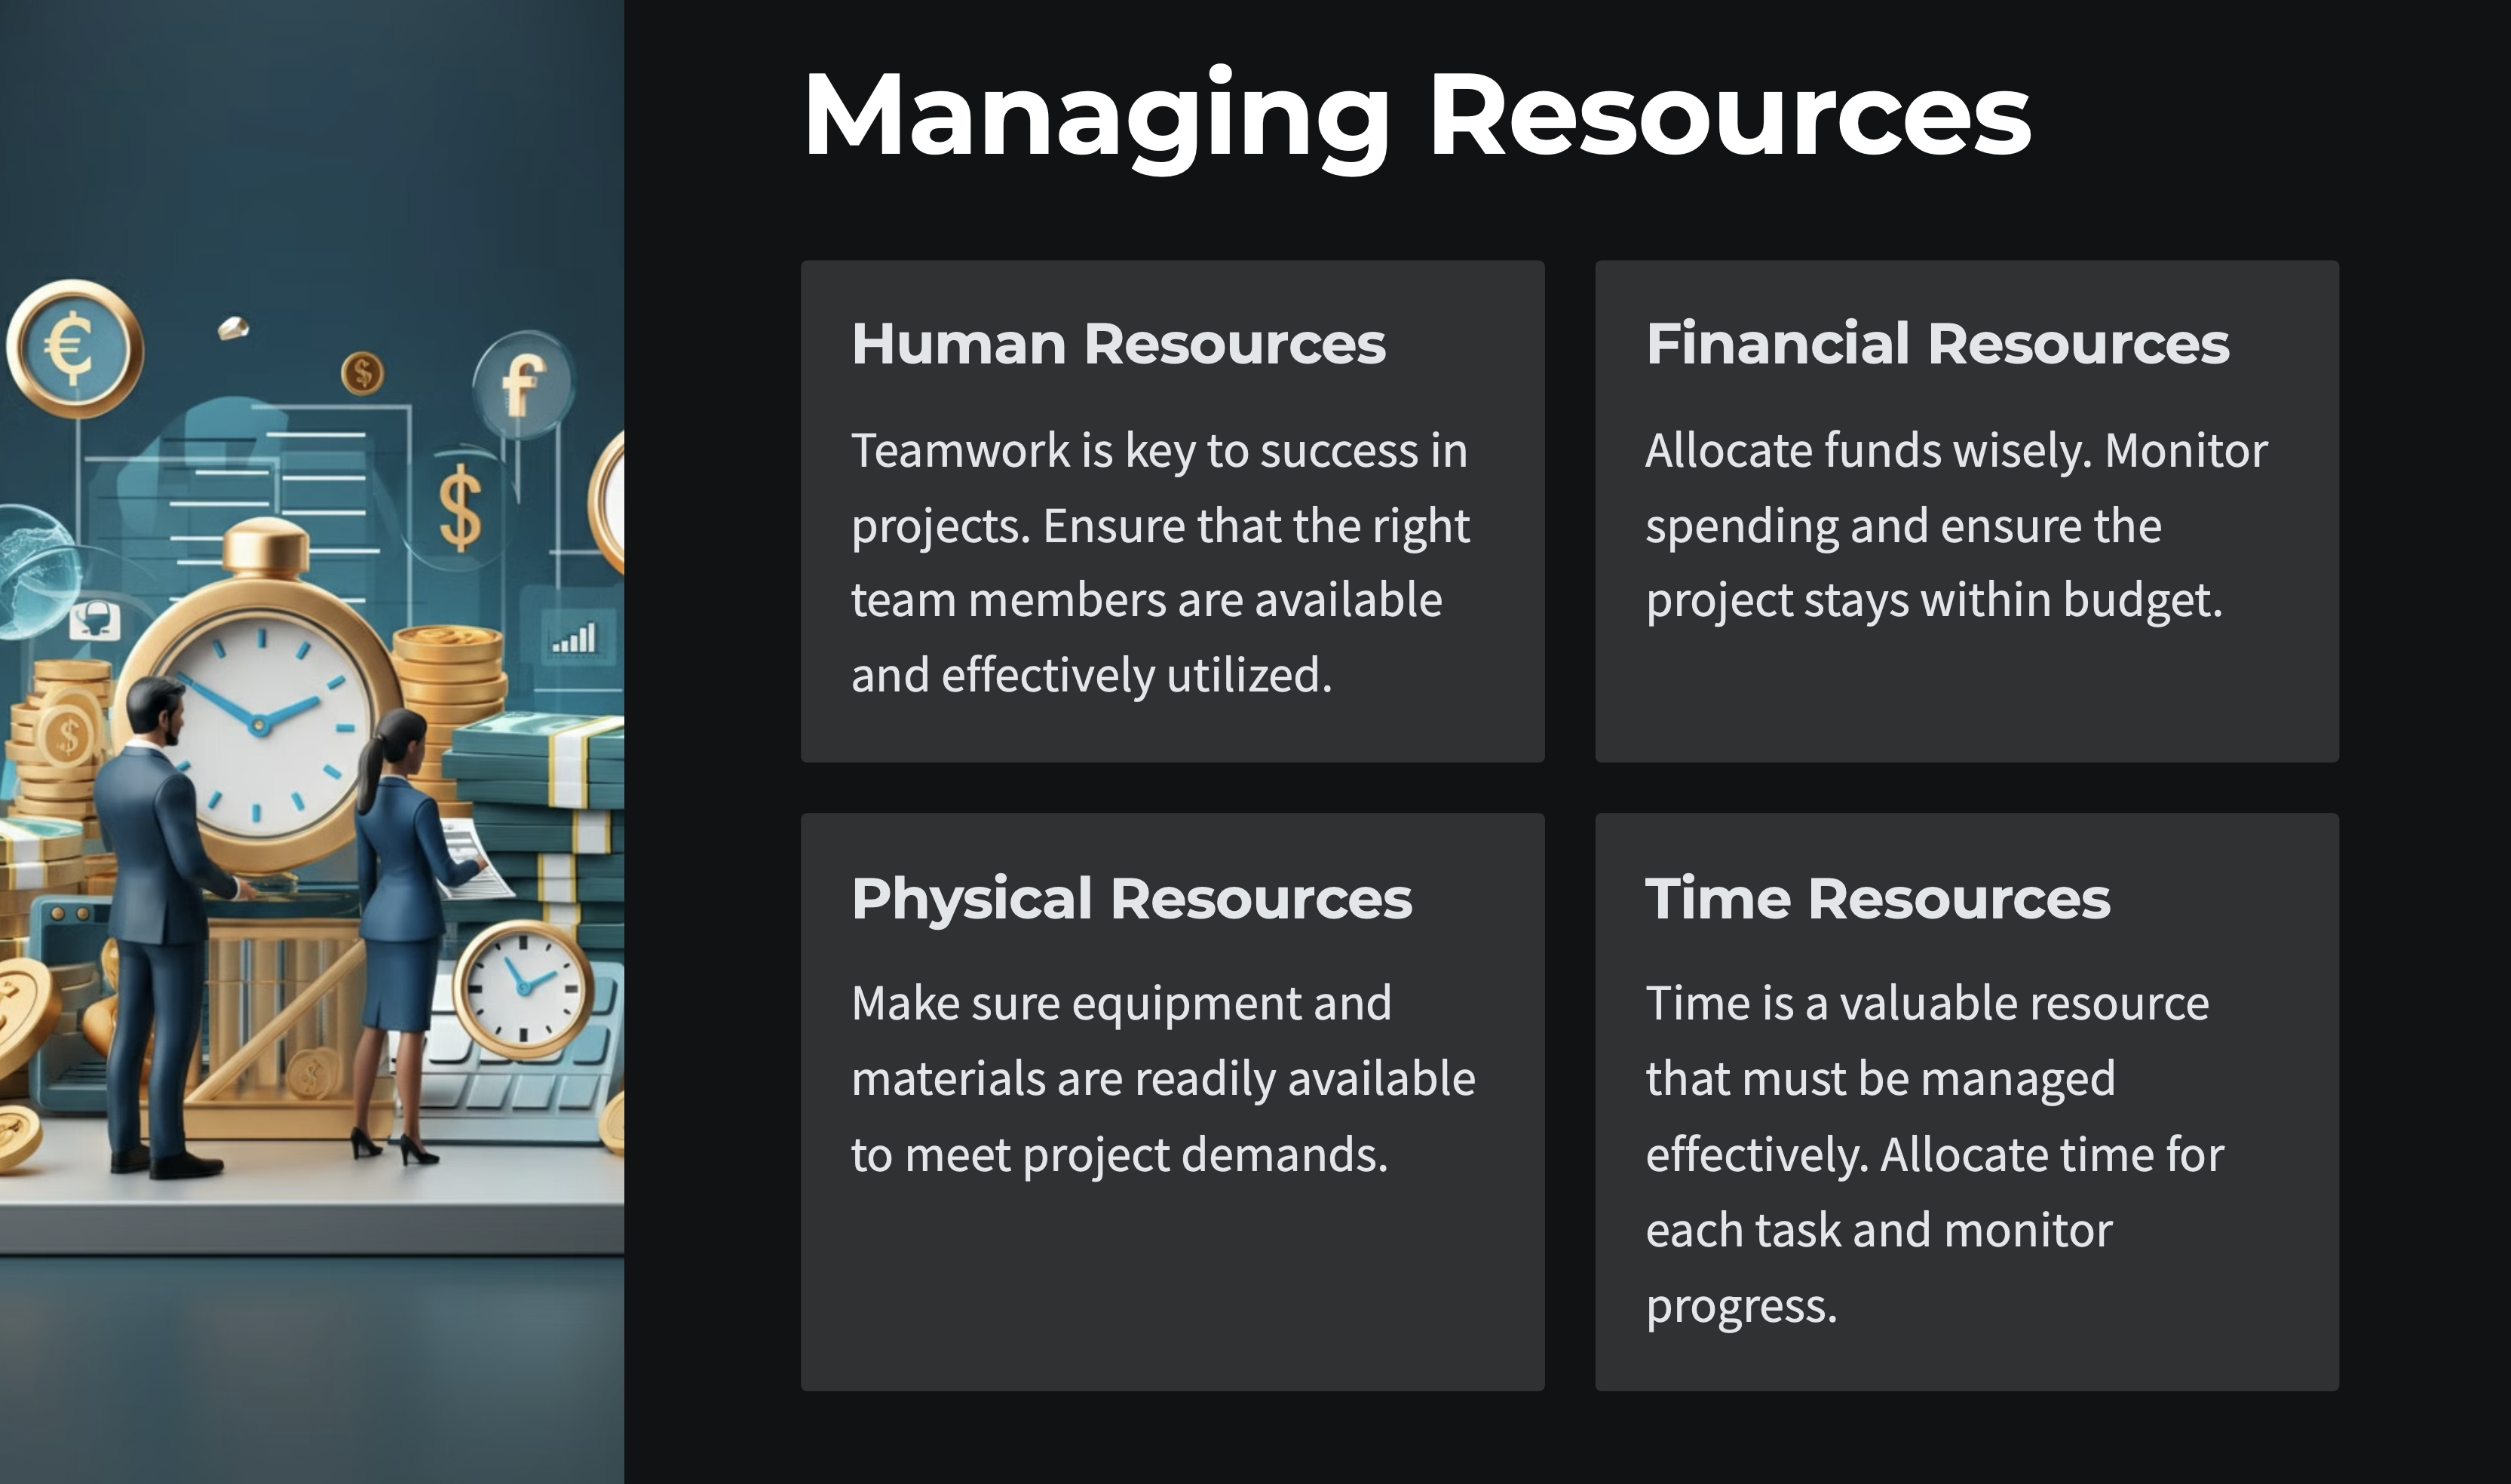 Managing Resources
Human Resources
Teamwork is key to success in
projects. Ensure that the right
team members are available
and effectively utilized.
Financial Resources
Allocate funds wisely. Monitor
spending and ensure the
project stays within budget.
Physical Resources
Make sure equipment and
materials are readily available
to meet project demands.
Time Resources
Time is a valuable resource
that must be managed
effectively. Allocate time for
each task and monitor
progress.